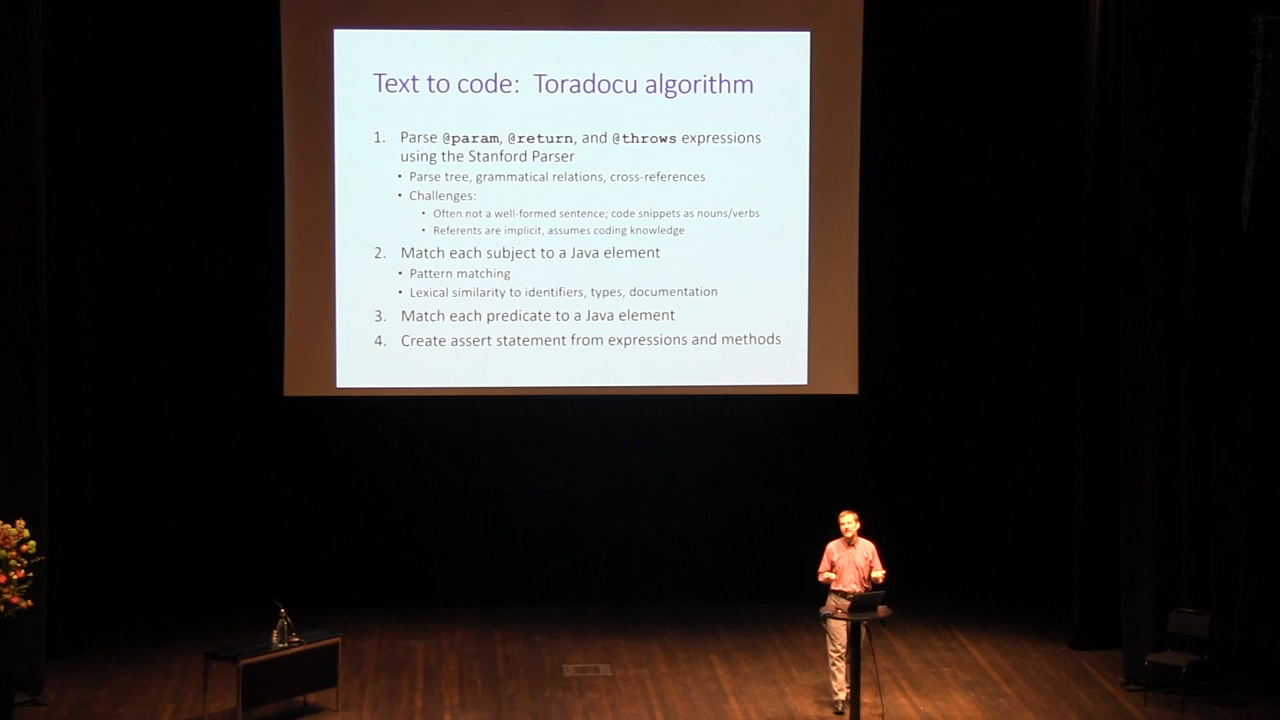 Text to code: Toradocu algorithm
1. Parse @param, @return, and @throws expressions
using the Stanford Parser
• Parse tree, grammatical relations, cross-references
• Challenges:
• Often not a well-formed sentence; code snippets as nouns/verbs
• Referents are implicit, assumes coding knowledge
2. Match each subject to a Java element
• Pattern matching
• Lexical similarity to identifiers, types, documentation
3. Match each predicate to a Java element
4. Create assert statement from expressions and methods